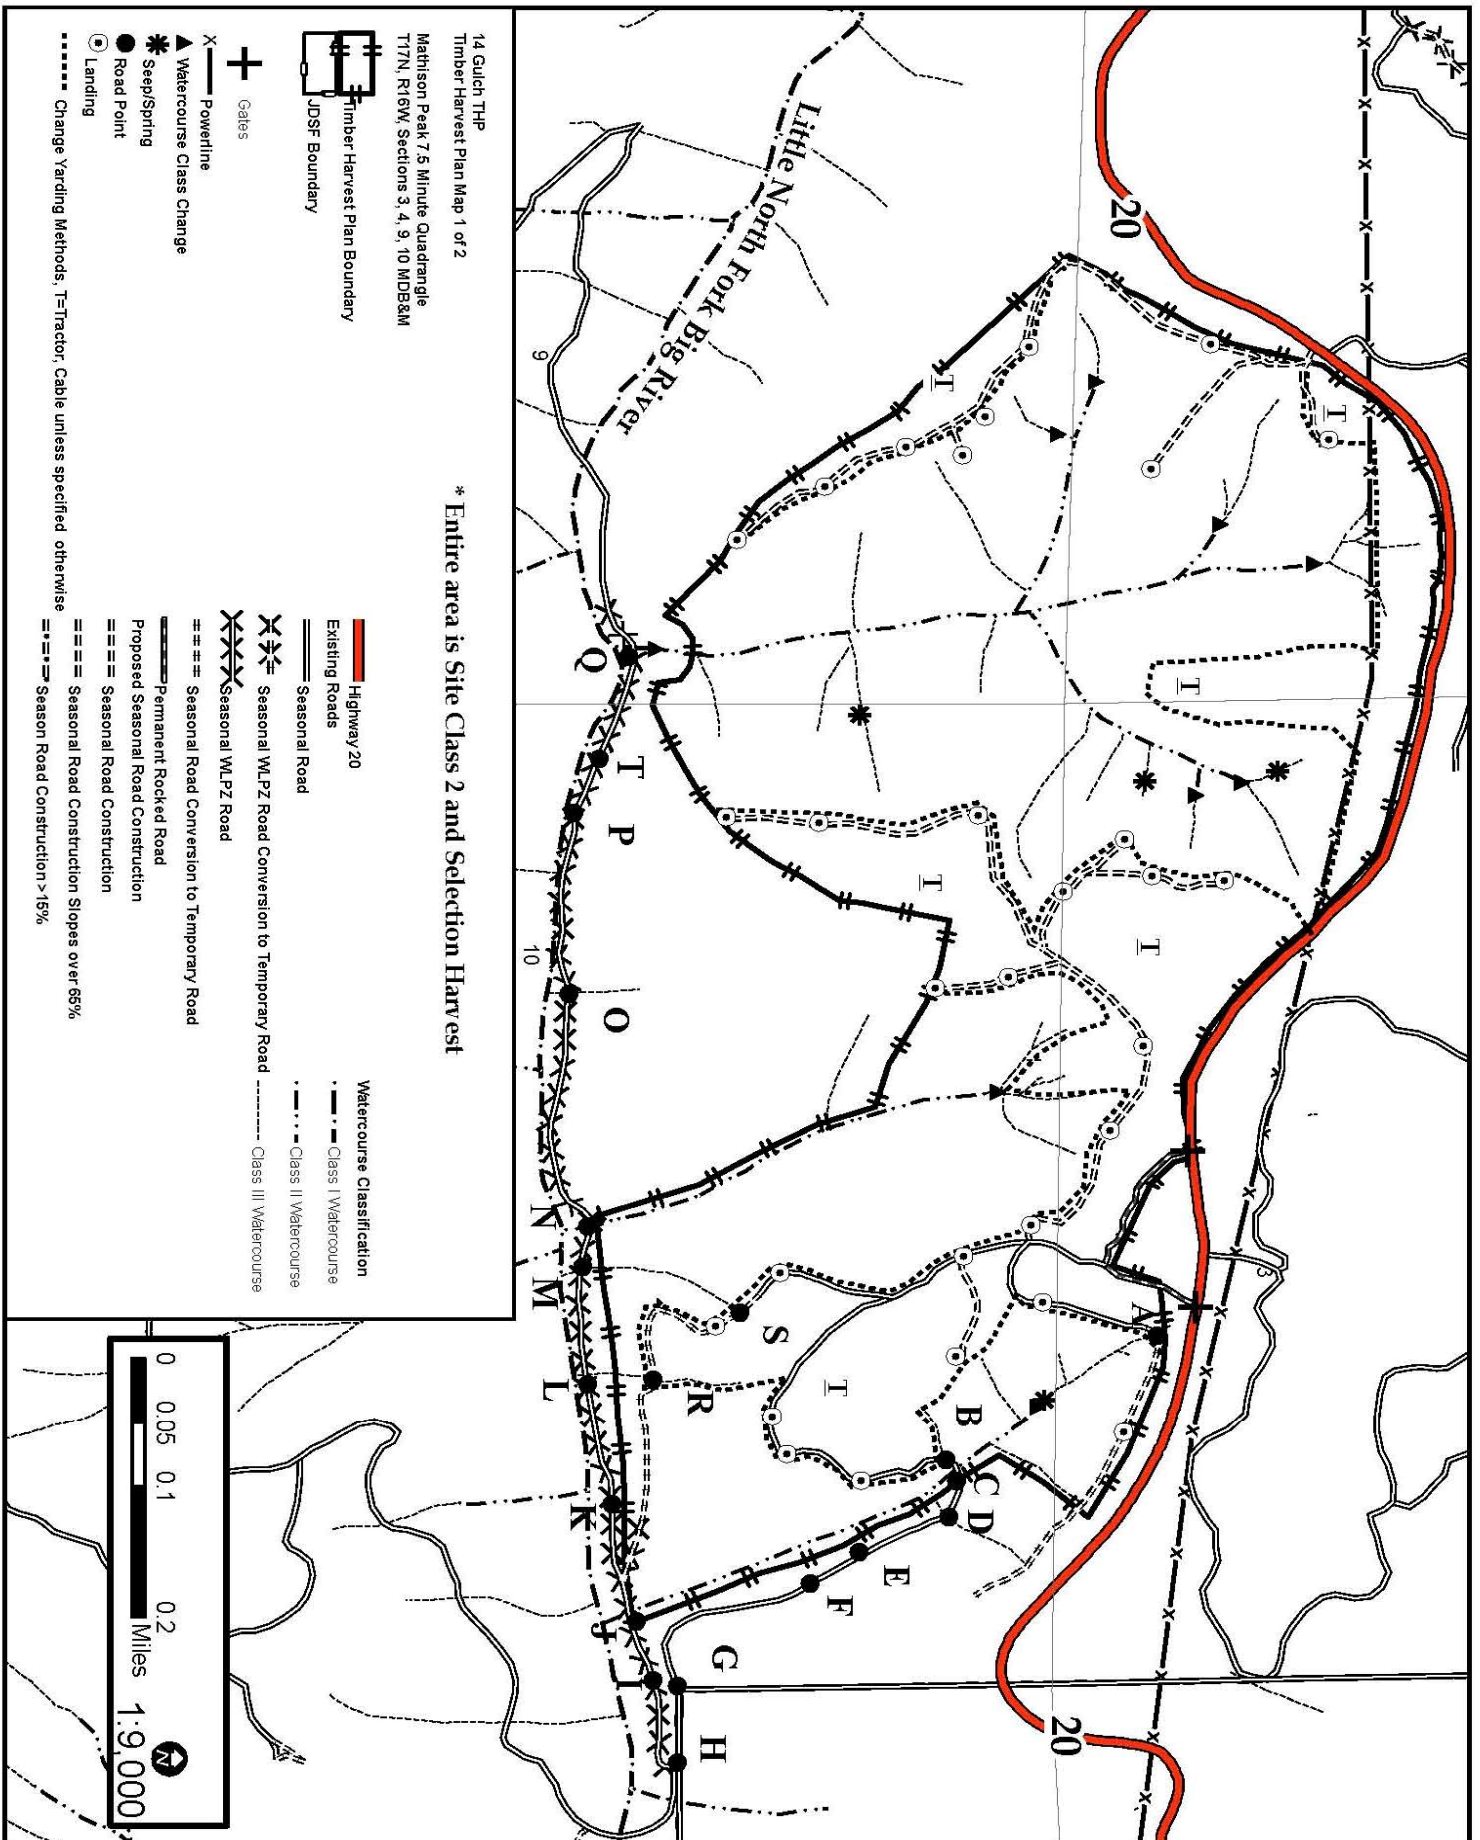 14 Gulch THP
Timber Harvest Plan Map 1 of 2
Mathison Peak 7.5 Minute Quadrangle
T17N, R16W, Sections 3, 4, 9, 10 MDB&M
Timber Harvest Plan Boundary
JDSF Boundary
Gates
X
Powerline
Watercourse Class Change
Seep/Spring
Road Point
Landing
Change Yarding Methods, T=Tractor, Cable unless specified otherwise
* Entire area is Site Class 2 and Selection Harvest
Highway 20
Existing Roads
Seasonal Road
Seasonal WLPZ Road Conversion to Temporary Road
Seasonal WLPZ Road
Seasonal Road Conversion to Temporary Road
Permanent Rocked Road
Proposed Seasonal Road Construction
Seasonal Road Construction
Seasonal Road Construction Slopes over 65%
Season Road Construction >15%
Watercourse Classification
Class I Watercourse
Class II Watercourse
Class III Watercourse
Little North Fork Big River
20
20
T
T
T
T
T
T
3
9
10
A
B
C
D
E
F
G
H
I
J
K
L
M
N
O
P
T
Q
R
S
0 0.05 0.1 0.2
Miles
1:9,000
N